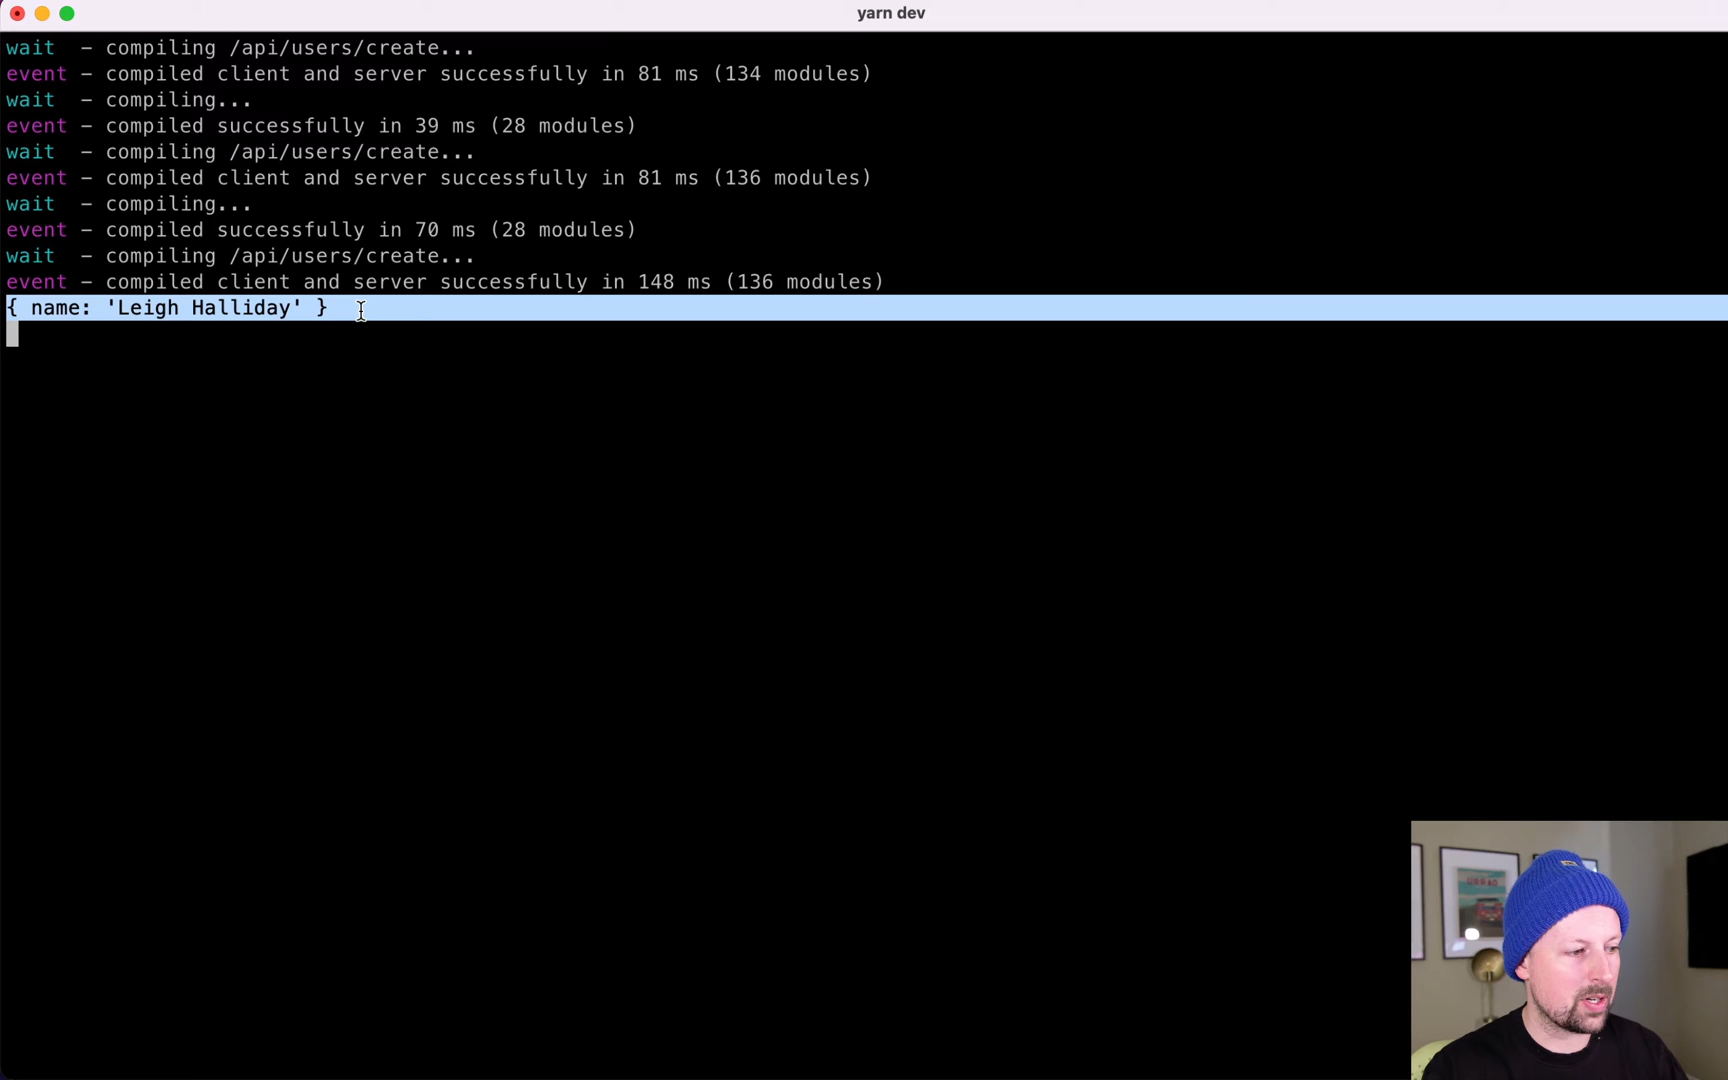 yarn dev
wait  - compiling /api/users/create...
event - compiled client and server successfully in 81 ms (134 modules)
wait  - compiling...
event - compiled successfully in 39 ms (28 modules)
wait  - compiling /api/users/create...
event - compiled client and server successfully in 81 ms (136 modules)
wait  - compiling...
event - compiled successfully in 70 ms (28 modules)
wait  - compiling /api/users/create...
event - compiled client and server successfully in 148 ms (136 modules)
{ name: 'Leigh Halliday' }